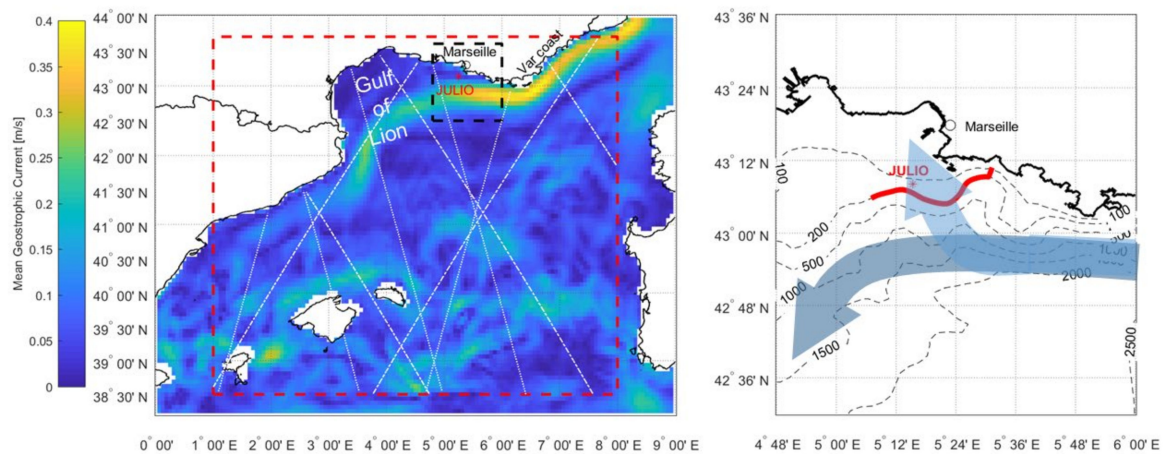 0.4
0.35
0.3
0.25
0.2
0.15
0.1
0.05
0
Mean Geostrophic Current [m/s]
44° 00' N
43° 30' N
43° 00' N
42° 30' N
42° 00' N
41° 30' N
41° 00' N
40° 30' N
40° 00' N
39° 30' N
39° 00' N
38° 30' N
Marseille
Var coast
JULIO
Gulf
of
Lion
0° 00' E
1° 00' E
2° 00' E
3° 00' E
4° 00' E
5° 00' E
6° 00' E
7° 00' E
8° 00' E
9° 00' E
43° 36' N
43° 24' N
43° 12' N
43° 00' N
42° 48' N
42° 36' N
Marseille
JULIO
00
200
500
1000
1500
100
1000
2000
2500
4° 48' E
5° 00' E
5° 12' E
5° 24' E
5° 36' E
5° 48' E
6° 00' E